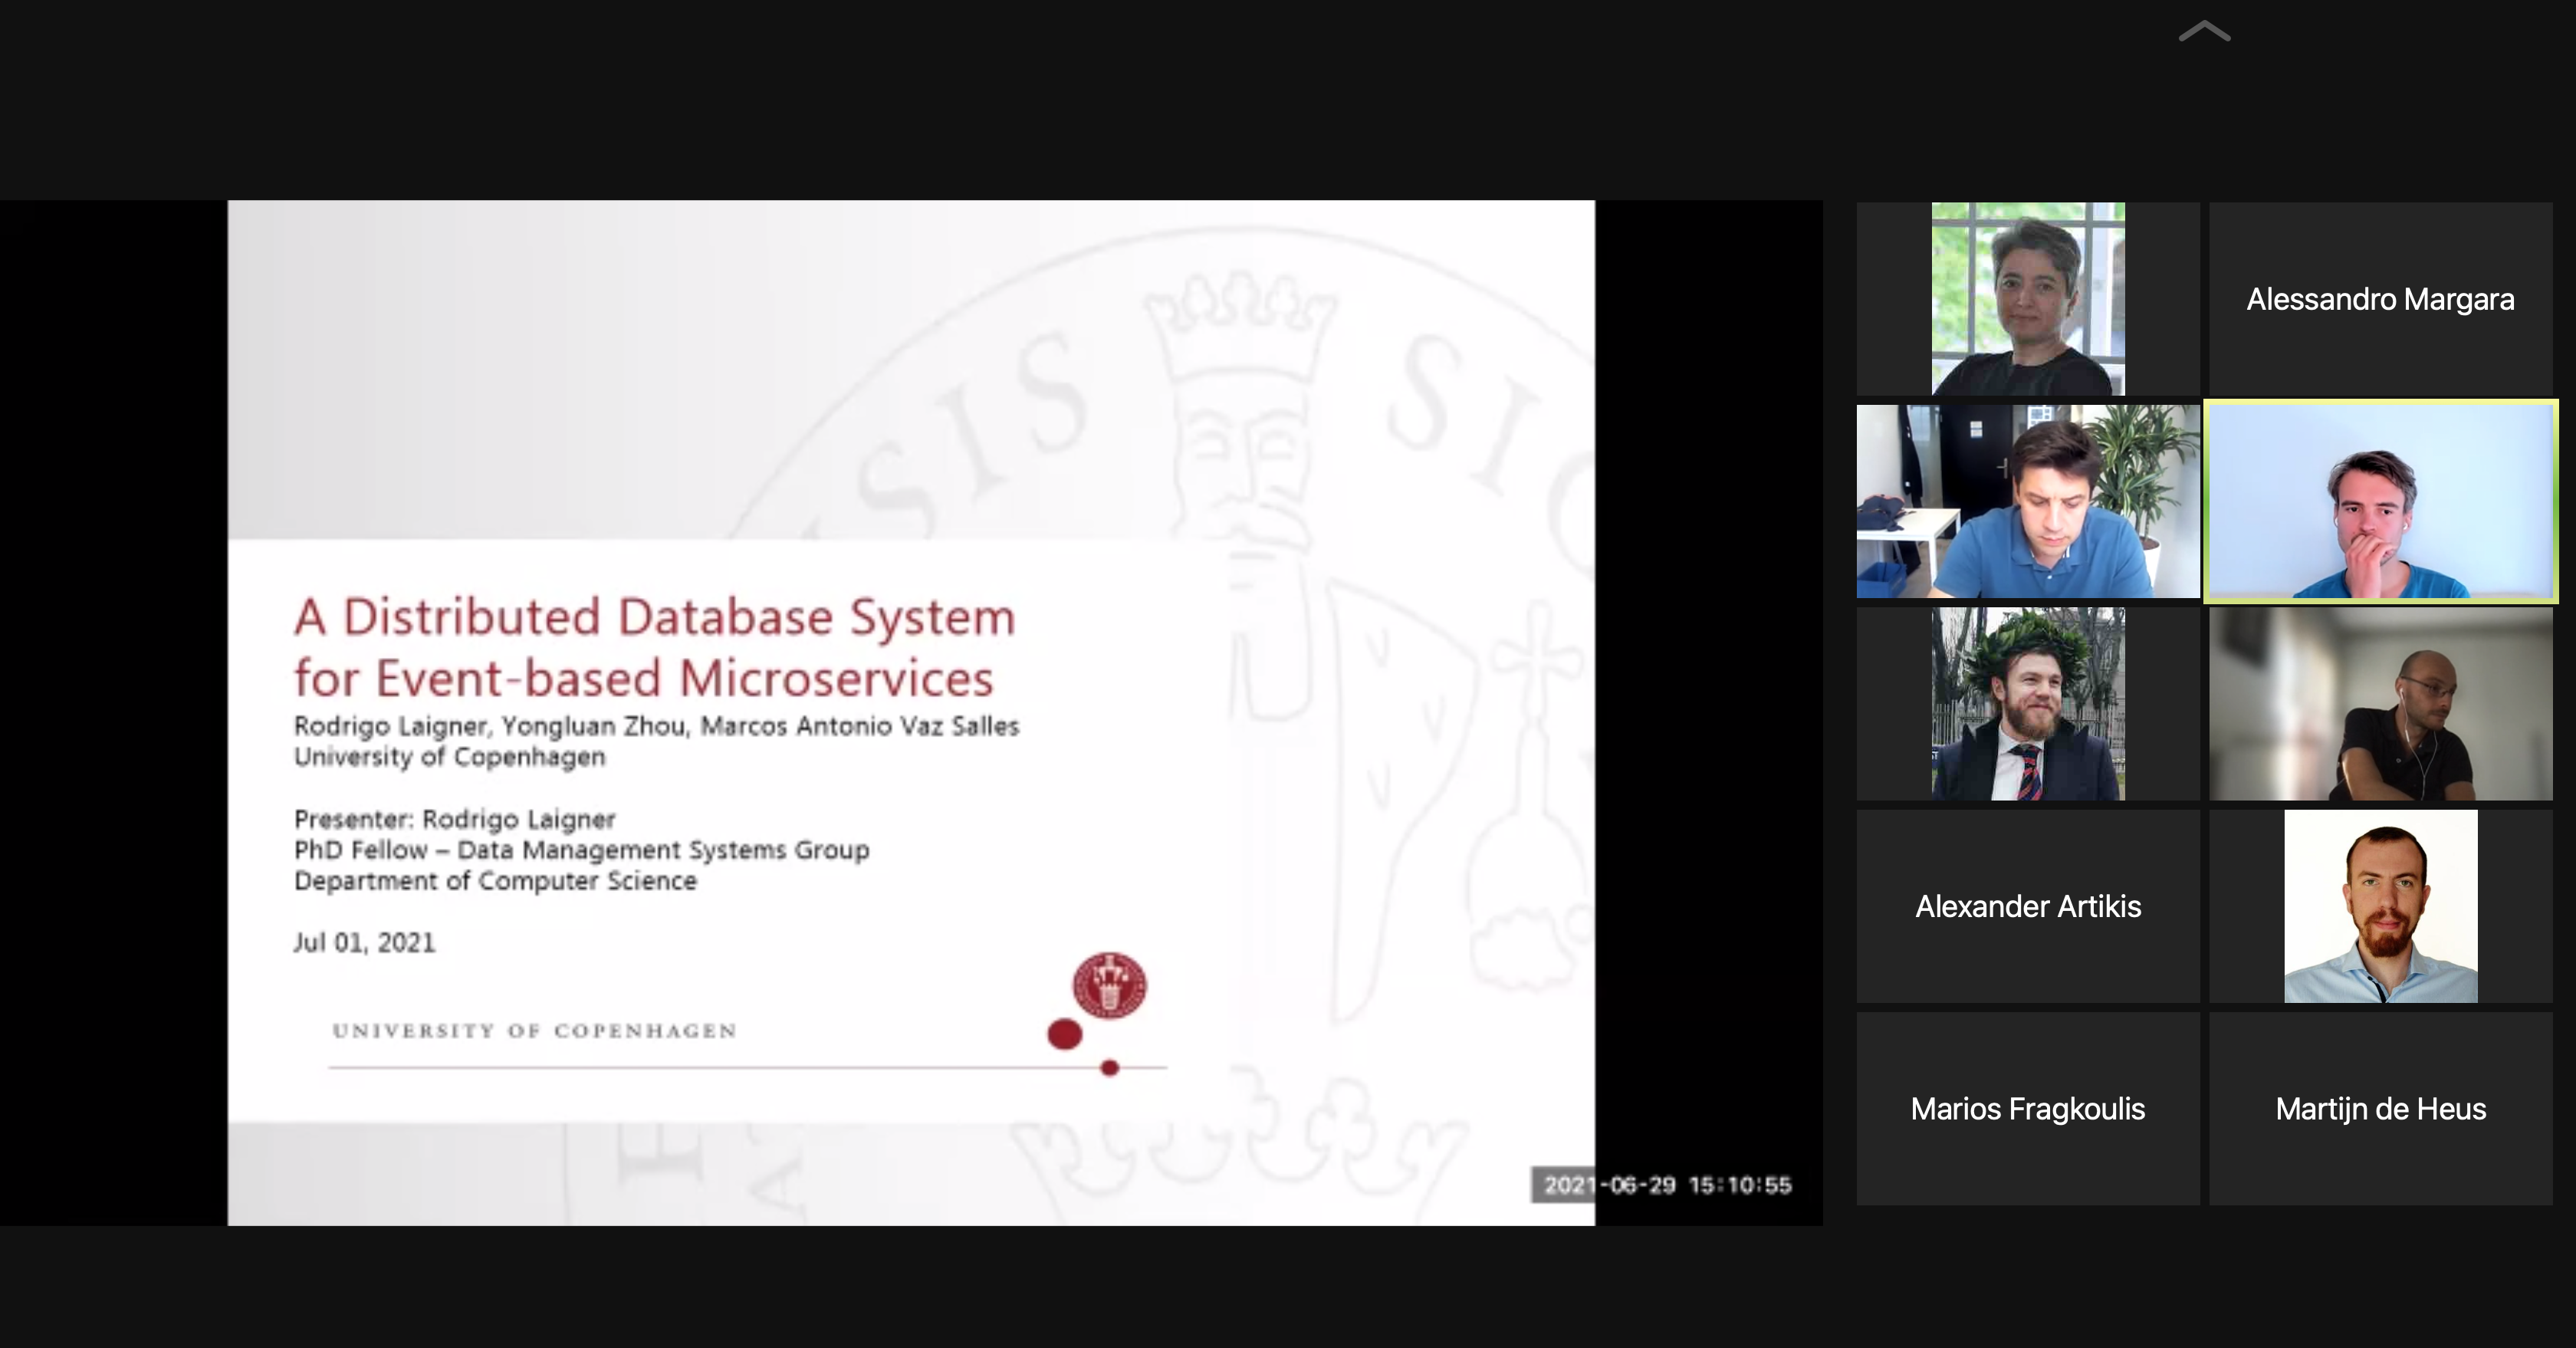 SIS
SIG
A Distributed Database System
for Event-based Microservices
Rodrigo Laigner, Yongluan Zhou, Marcos Antonio Vaz Salles
University of Copenhagen
Presenter: Rodrigo Laigner
PhD Fellow – Data Management Systems Group
Department of Computer Science
Jul 01, 2021
UNIVERSITY OF COPENHAGEN
2021-06-29 15:10:55
Alessandro Margara
Alexander Artikis
Marios Fragkoulis
Martijn de Heus